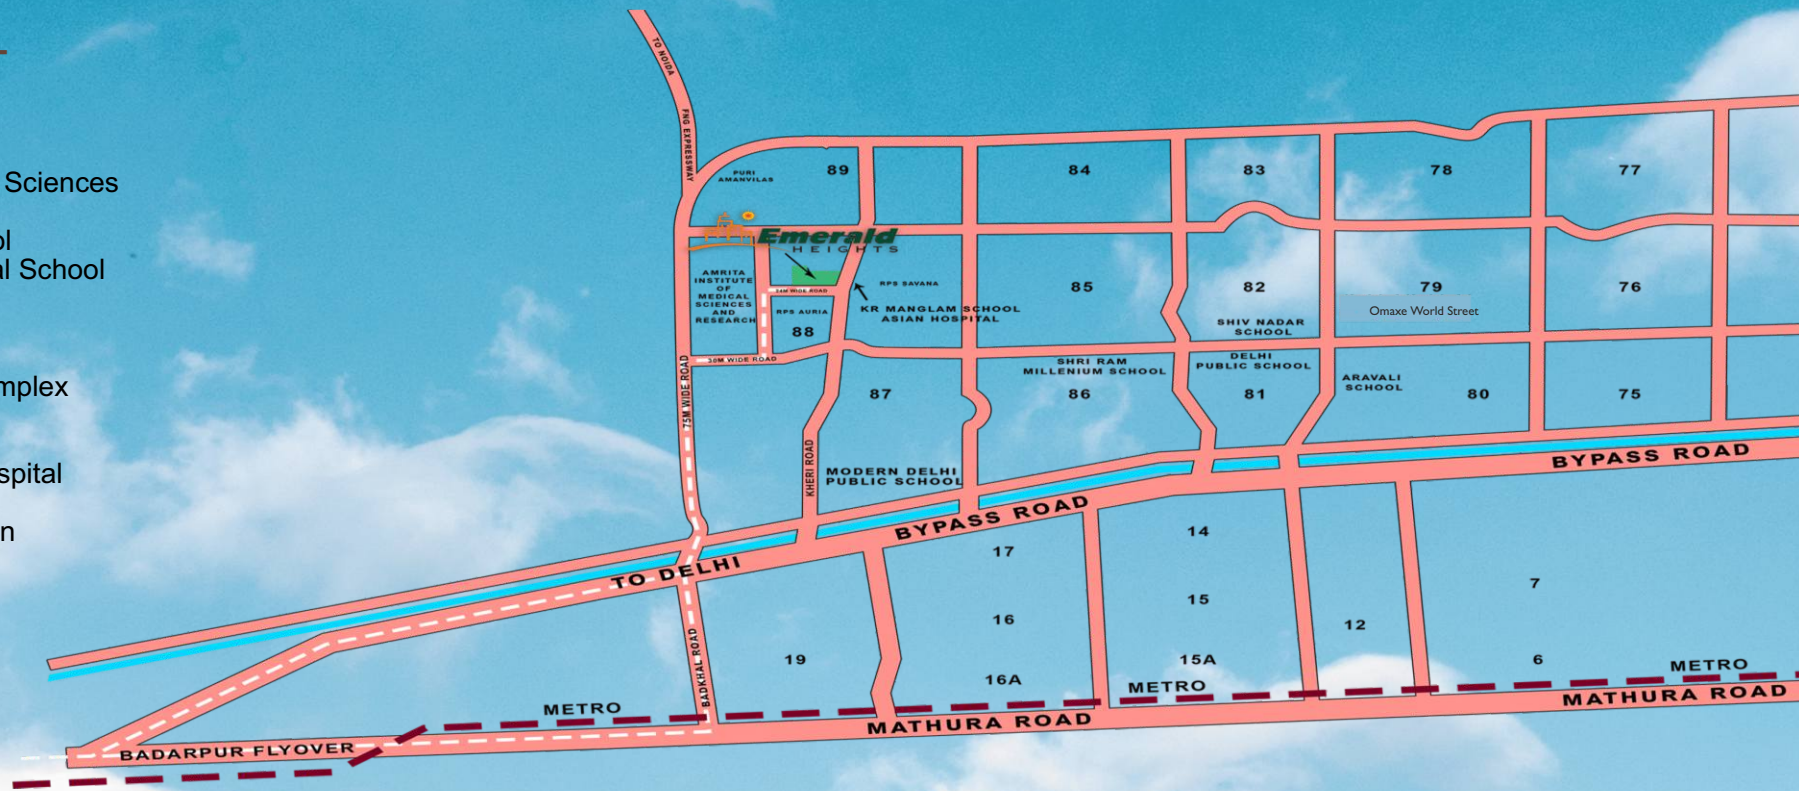 Sciences
ol
al School
mplex
spital
n
TO NOIDA
FNG EXPRESSWAY
PURI
AMANVILAS
89
84
83
78
77
Emerald
HEIGHTS
AMRITA
INSTITUTE
OF
MEDICAL
SCIENCES
AND
RESEARCH
24M WIDE ROAD
RPS AURIA
88
RPS SAVANA
KR MANGLAM SCHOOL
ASIAN HOSPITAL
85
82
79
76
Omaxe World Street
SHIV NADAR
SCHOOL
30M WIDE ROAD
75M WIDE ROAD
SHRI RAM
MILLENIUM SCHOOL
DELHI
PUBLIC SCHOOL
ARAVALI
SCHOOL
87
86
81
80
75
KHERI ROAD
MODERN DELHI
PUBLIC SCHOOL
BYPASS ROAD
BYPASS ROAD
TO DELHI
17
14
7
16
15
12
19
16A
15A
6
BADKHAL ROAD
METRO
METRO
METRO
MATHURA ROAD
MATHURA ROAD
BADARPUR FLYOVER